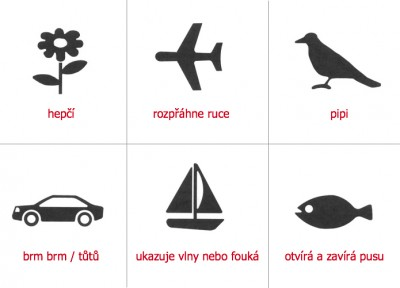 hepčí
rozpřáhne ruce
pipi
brm brm / tůtů
ukazuje vlny nebo fouká
otvírá a zavírá pusu